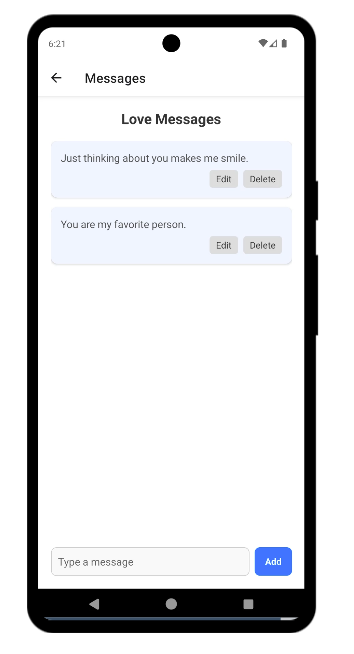 6:21
Messages
Love Messages
Just thinking about you makes me smile.
Edit Delete
You are my favorite person.
Edit Delete
Type a message Add